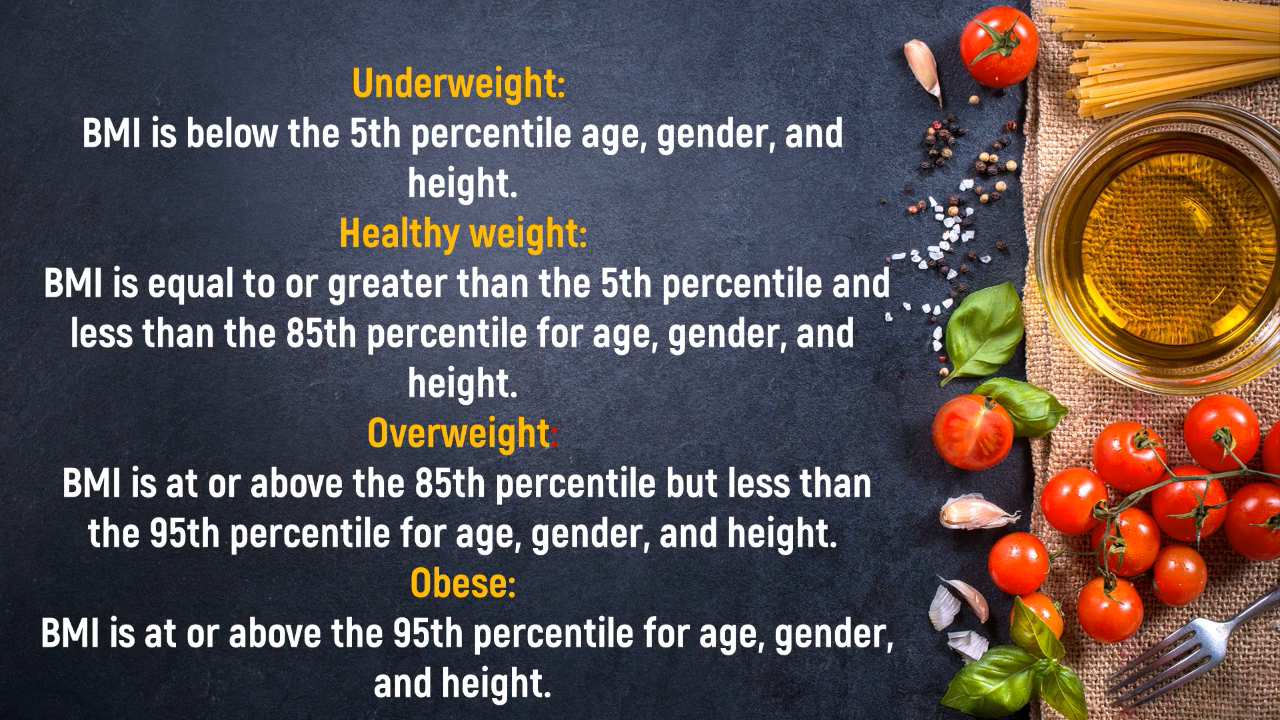 Underweight:
BMI is below the 5th percentile age, gender, and
height.
Healthy weight:
BMI is equal to or greater than the 5th percentile and
less than the 85th percentile for age, gender, and
height.
Overweight:
BMI is at or above the 85th percentile but less than
the 95th percentile for age, gender, and height.
Obese:
BMI is at or above the 95th percentile for age, gender,
and height.